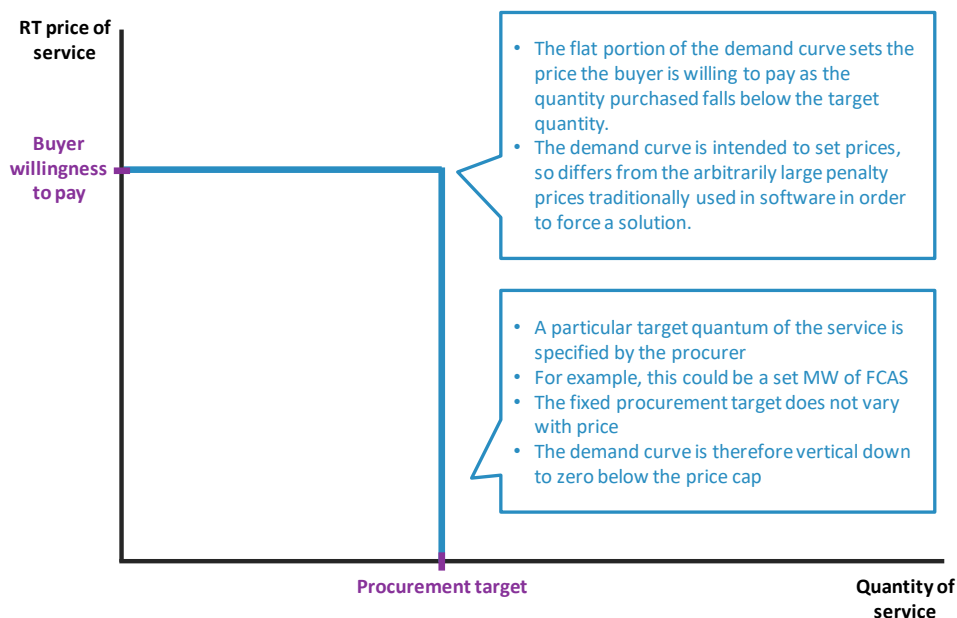 RT price of
service
Buyer
willingness
to pay
• The flat portion of the demand curve sets the
price the buyer is willing to pay as the
quantity purchased falls below the target
quantity.
• The demand curve is intended to set prices,
so differs from the arbitrarily large penalty
prices traditionally used in software in order
to force a solution.
• A particular target quantum of the service is
specified by the procurer
• For example, this could be a set MW of FCAS
• The fixed procurement target does not vary
with price
• The demand curve is therefore vertical down
to zero below the price cap
Procurement target
Quantity of
service